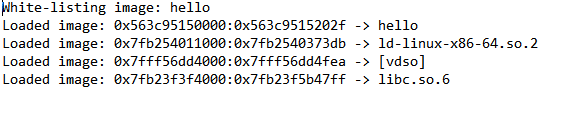 White-listing image: hello
Loaded image: 0x563c95150000:0x563c9515202f -> hello
Loaded image: 0x7fb254011000:0x7fb2540373db -> ld-linux-x86-64.so.2
Loaded image: 0x7fff56dd4000:0x7fff56dd4fea -> [vdso]
Loaded image: 0x7fb23f3f4000:0x7fb23f5b47ff -> libc.so.6